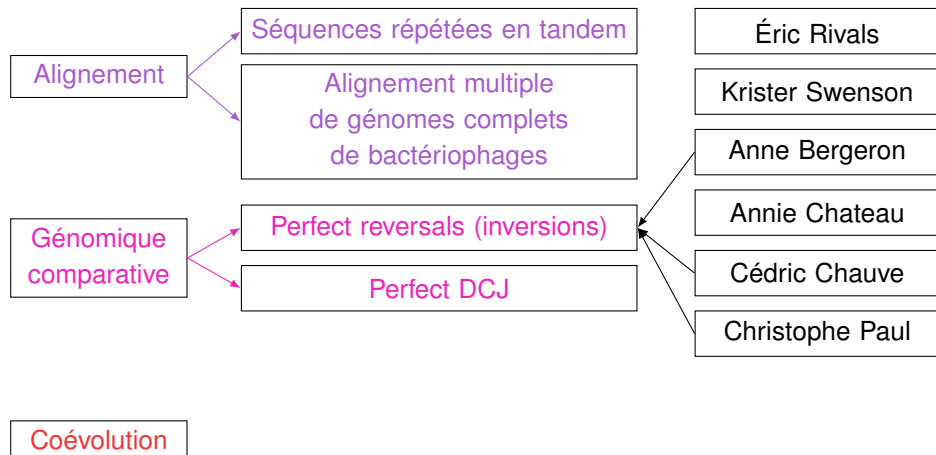 Alignement
Séquences répétées en tandem
Alignement multiple
de génomes complets
de bactériophages
Génomique
comparative
Perfect reversals (inversions)
Perfect DCJ
Coévolution
Éric Rivals
Krister Swenson
Anne Bergeron
Annie Chateau
Cédric Chauve
Christophe Paul